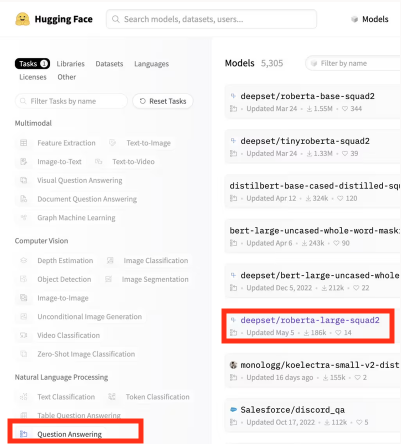 Hugging Face
Search models, datasets, users...
Models
Tasks 1 Libraries Datasets Languages
Licenses Other
Filter Tasks by name
Reset Tasks
Multimodal
Feature Extraction Text-to-Image
Image-to-Text Text-to-Video
Visual Question Answering
Document Question Answering
Graph Machine Learning
Computer Vision
Depth Estimation Image Classification
Object Detection Image Segmentation
Image-to-Image
Unconditional Image Generation
Video Classification
Zero-Shot Image Classification
Natural Language Processing
Text Classification Token Classification
Table Question Answering
Question Answering
Models 5,305
Filter by name
deepset/roberta-base-squad2
Updated Mar 24 • 1.55M • 344
deepset/tinyroberta-squad2
Updated Mar 24 • 1.33M • 39
distilbert-base-cased-distilled-squ
Updated Apr 12 • 324k • 120
bert-large-uncased-whole-word-mask
Updated Apr 6 • 243k • 90
deepset/bert-large-uncased-whole
Updated Dec 5, 2022 • 212k • 22
deepset/roberta-large-squad2
Updated May 5 • 186k • 14
monologg/koelectra-small-v2-dist
Updated 16 days ago • 155k • 2
Salesforce/discord_qa
Updated Oct 17, 2022 • 112k • 5